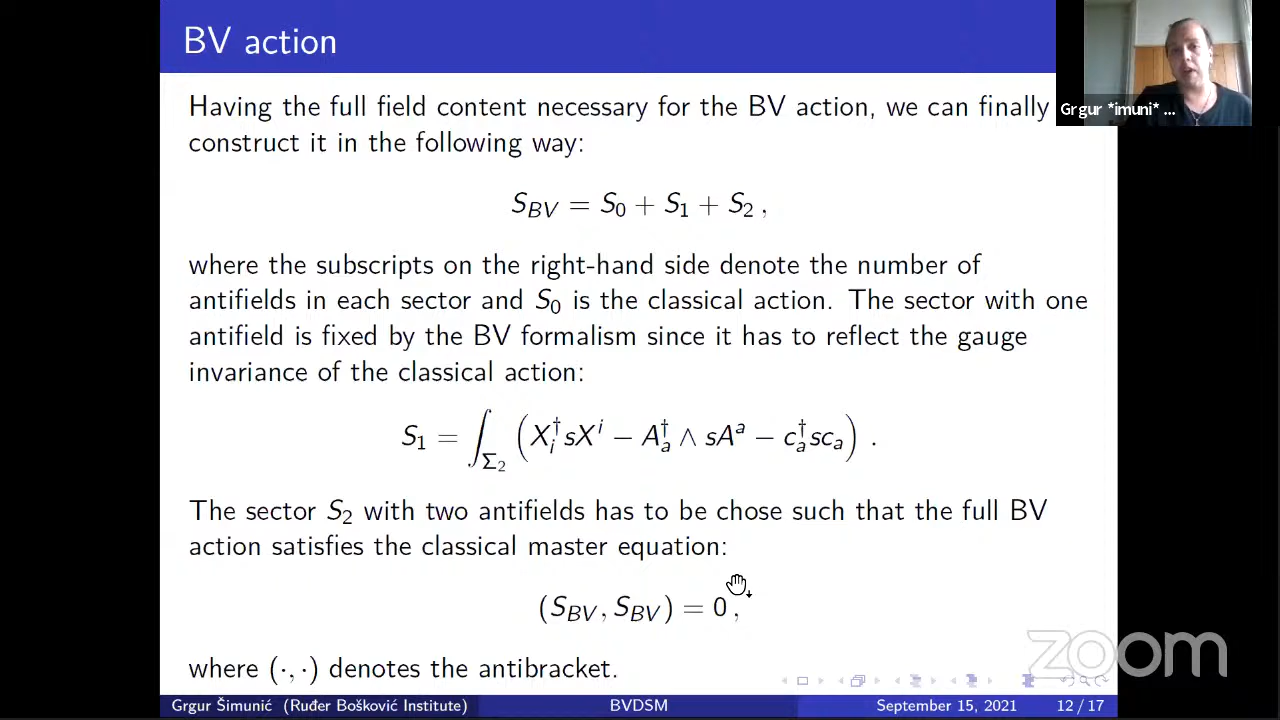 BV action
Having the full field content necessary for the BV action, we can finally
construct it in the following way:
S_{BV} = S_0 + S_1 + S_2 ,
where the subscripts on the right-hand side denote the number of
antifields in each sector and S_0 is the classical action. The sector with one
antifield is fixed by the BV formalism since it has to reflect the gauge
invariance of the classical action:
S_1 = ∫_{Σ_2} ( X_i^† sX^i − A_a^† ∧ sA^a − c_a^† sc_a ) .
The sector S_2 with two antifields has to be chose such that the full BV
action satisfies the classical master equation:
(S_{BV}, S_{BV}) = 0 ,
where (·, ·) denotes the antibracket.
Grgur Šimunić (Ruđer Bošković Institute) BVDSM September 15, 2021 12 / 17
Grgur *imuni* ...
zoom